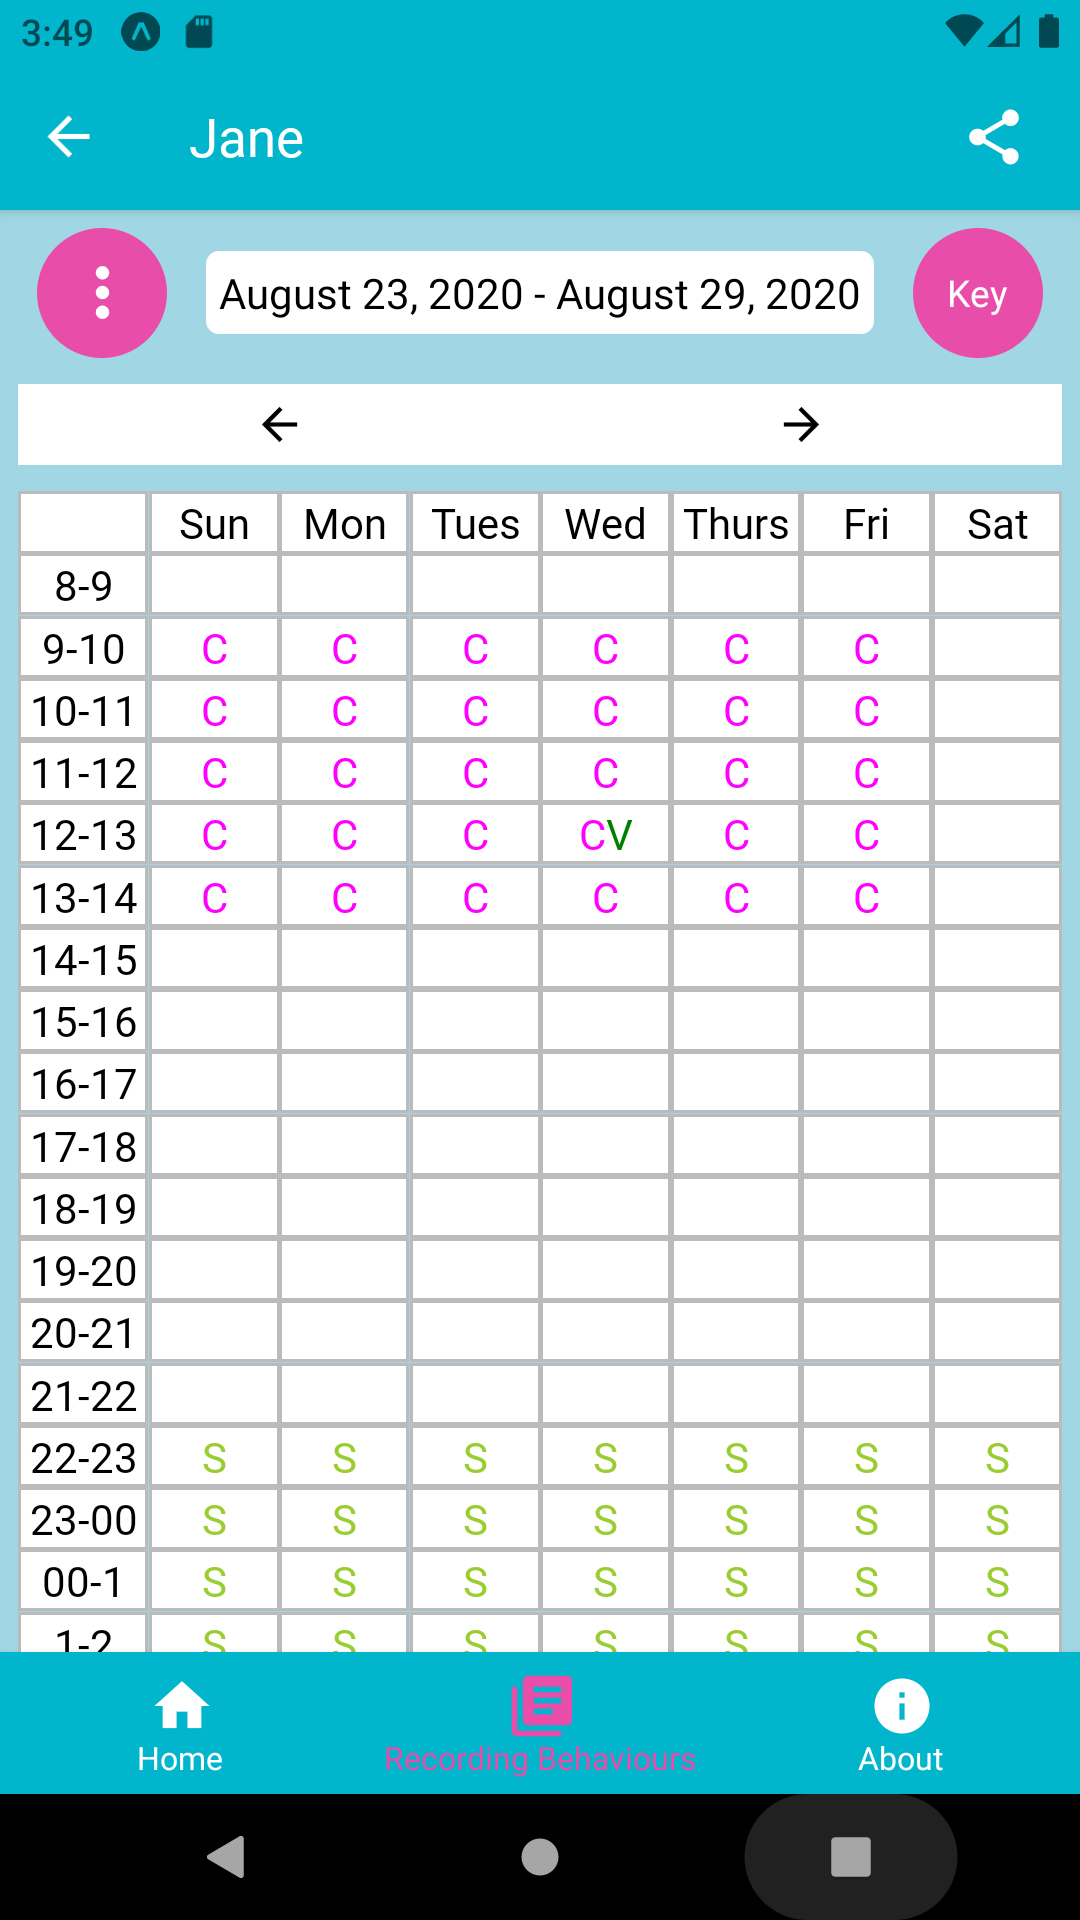 3:49
Jane
August 23, 2020 - August 29, 2020
Key
Sun Mon Tues Wed Thurs Fri Sat
8-9
9-10 C C C C C C
10-11 C C C C C C
11-12 C C C C C C
12-13 C C C CV C C
13-14 C C C C C C
14-15
15-16
16-17
17-18
18-19
19-20
20-21
21-22
22-23 S S S S S S S
23-00 S S S S S S S
00-1 S S S S S S S
1-2 S S S S S S S
Home Recording Behaviours About